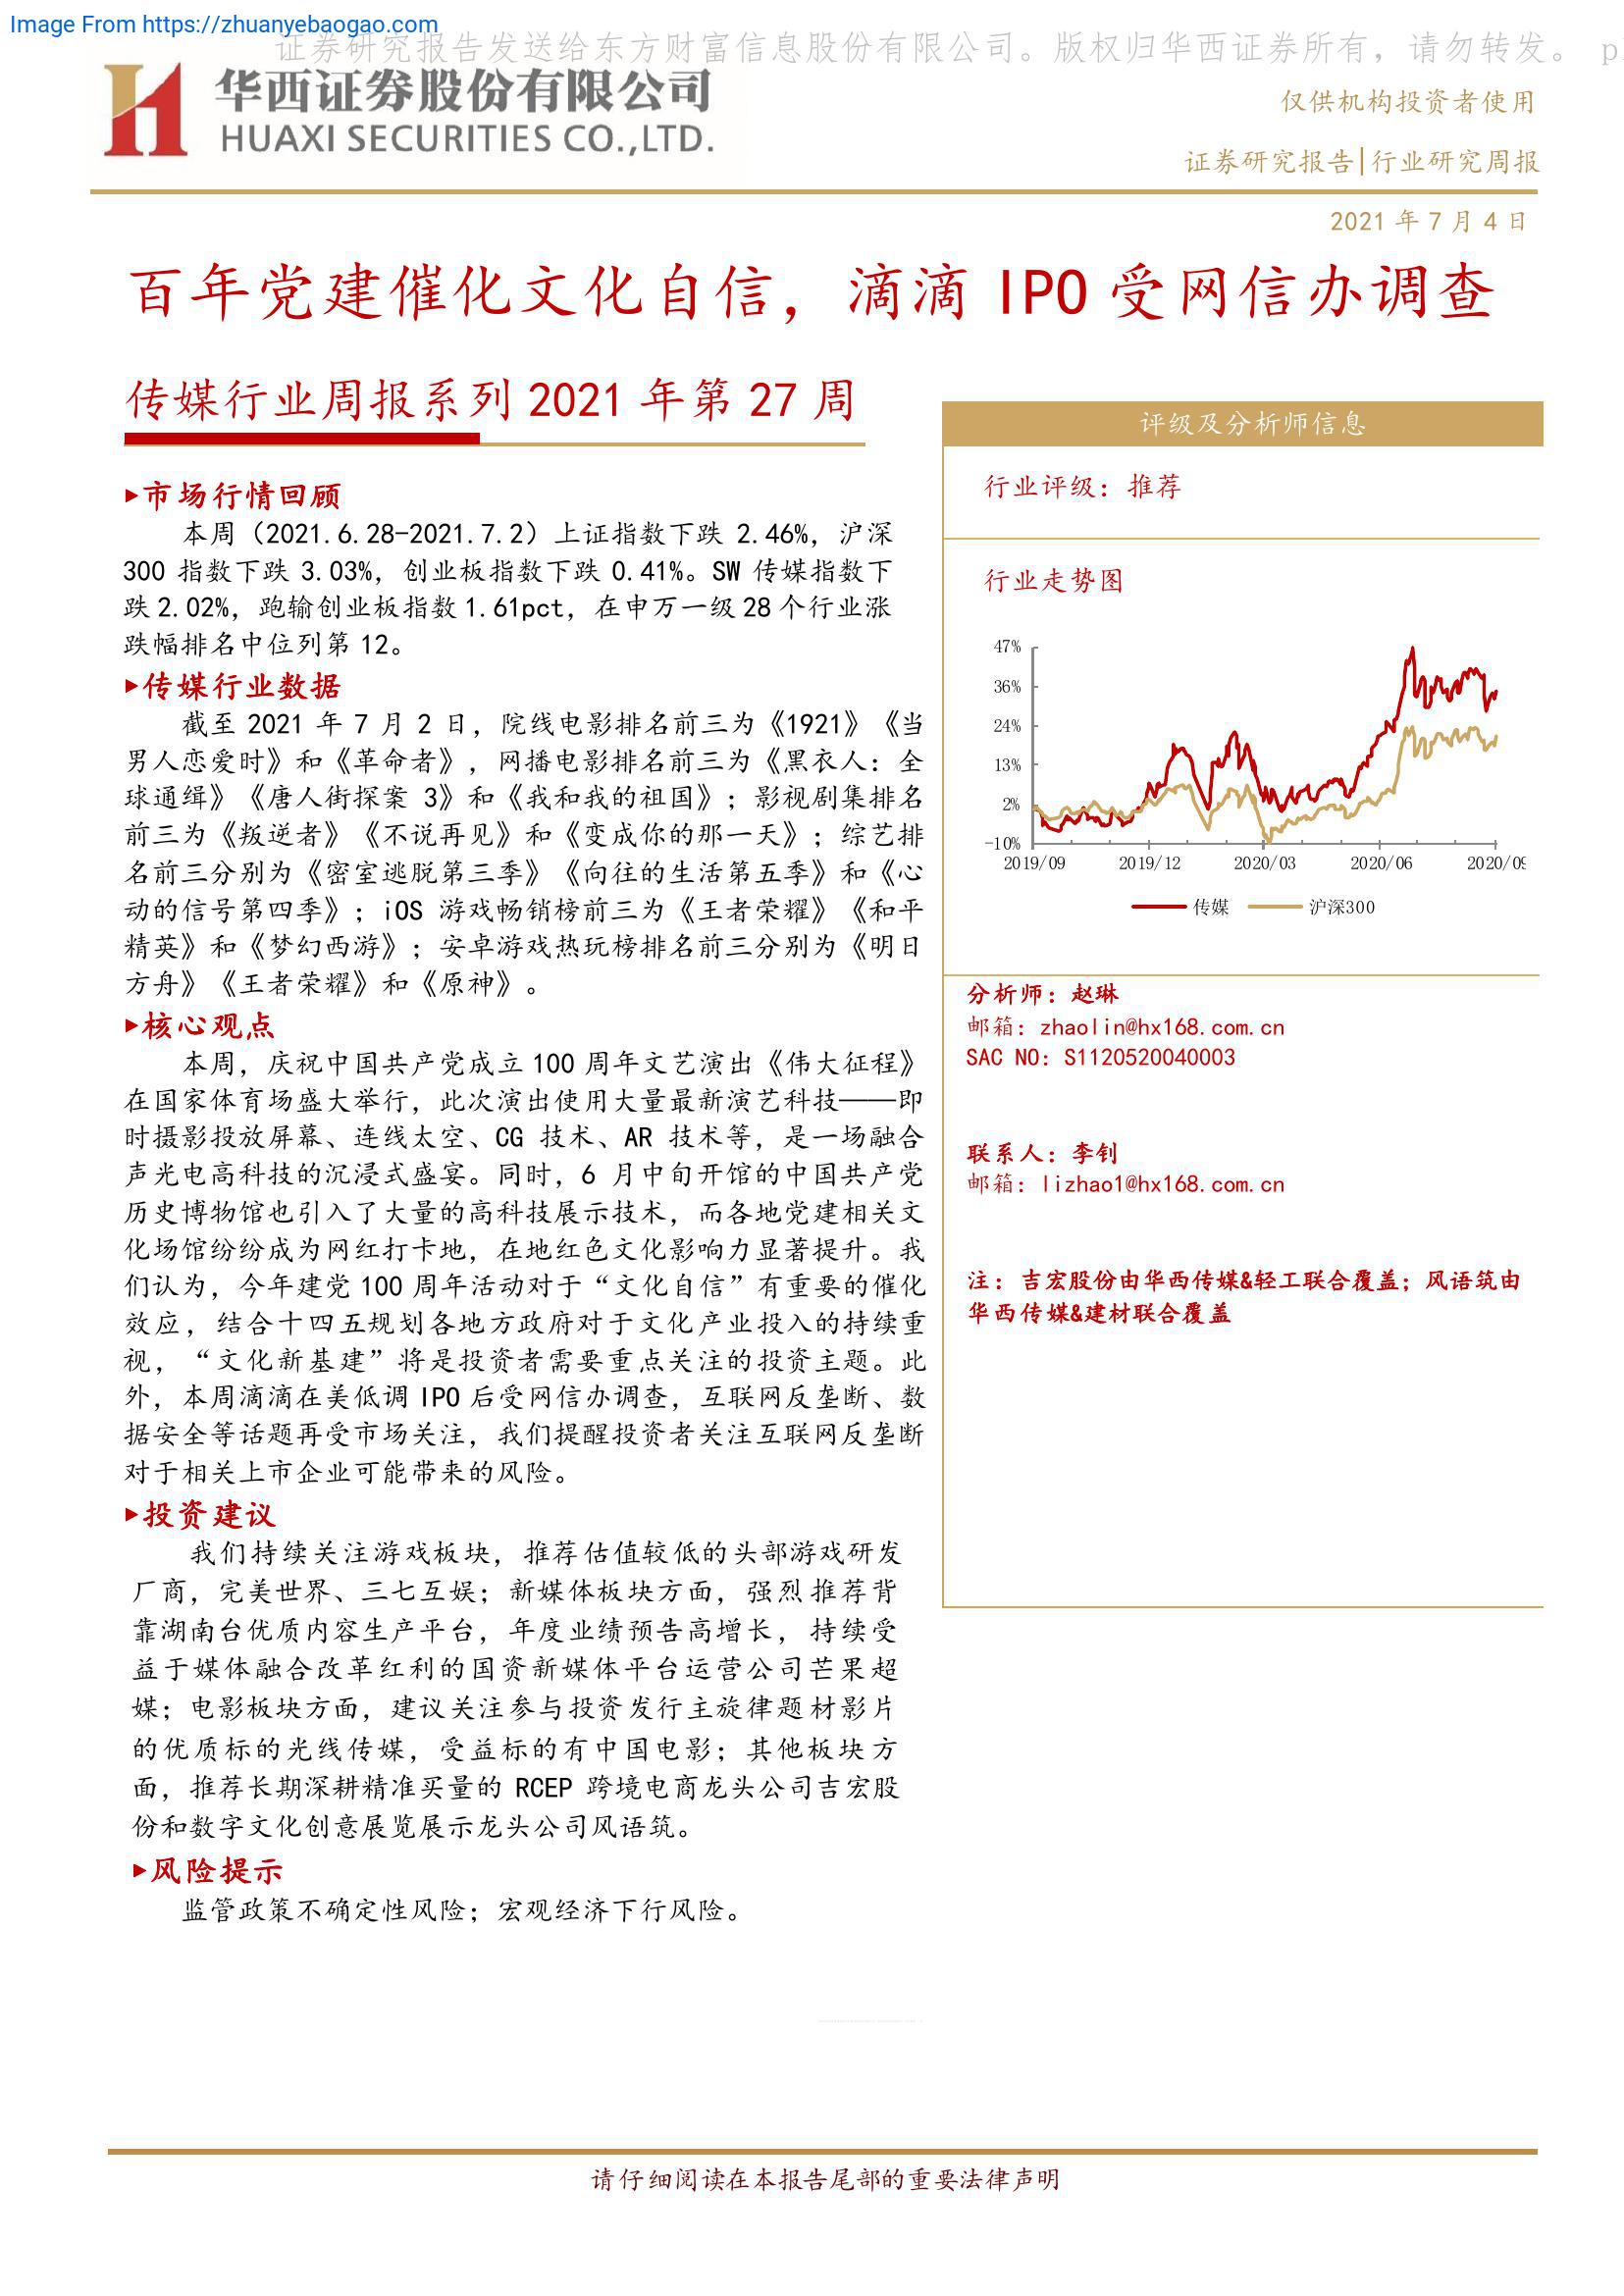 Image From https://zhuanyebaogao.com
证券研究报告发送给东方财富信息股份有限公司。版权归华西证券所有，请勿转发。 p
华西证券股份有限公司
HUAXI SECURITIES CO.,LTD.
仅供机构投资者使用
证券研究报告|行业研究周报
2021 年 7 月 4 日
百年党建催化文化自信，滴滴 IPO 受网信办调查
传媒行业周报系列 2021 年第 27 周
▸市场行情回顾
本周（2021.6.28-2021.7.2）上证指数下跌 2.46%，沪深
300 指数下跌 3.03%，创业板指数下跌 0.41%。SW 传媒指数下
跌 2.02%，跑输创业板指数 1.61pct，在申万一级 28 个行业涨
跌幅排名中位列第 12。
▸传媒行业数据
截至 2021 年 7 月 2 日，院线电影排名前三为《1921》《当
男人恋爱时》和《革命者》，网播电影排名前三为《黑衣人：全
球通缉》《唐人街探案 3》和《我和我的祖国》；影视剧集排名
前三为《叛逆者》《不说再见》和《变成你的那一天》；综艺排
名前三分别为《密室逃脱第三季》《向往的生活第五季》和《心
动的信号第四季》；iOS 游戏畅销榜前三为《王者荣耀》《和平
精英》和《梦幻西游》；安卓游戏热玩榜排名前三分别为《明日
方舟》《王者荣耀》和《原神》。
▸核心观点
本周，庆祝中国共产党成立 100 周年文艺演出《伟大征程》
在国家体育场盛大举行，此次演出使用大量最新演艺科技——即
时摄影投放屏幕、连线太空、CG 技术、AR 技术等，是一场融合
声光电高科技的沉浸式盛宴。同时，6 月中旬开馆的中国共产党
历史博物馆也引入了大量的高科技展示技术，而各地党建相关文
化场馆纷纷成为网红打卡地，在地红色文化影响力显著提升。我
们认为，今年建党 100 周年活动对于“文化自信”有重要的催化
效应，结合十四五规划各地方政府对于文化产业投入的持续重
视，“文化新基建”将是投资者需要重点关注的投资主题。此
外，本周滴滴在美低调 IPO 后受网信办调查，互联网反垄断、数
据安全等话题再受市场关注，我们提醒投资者关注互联网反垄断
对于相关上市企业可能带来的风险。
▸投资建议
我们持续关注游戏板块，推荐估值较低的头部游戏研发
厂商，完美世界、三七互娱；新媒体板块方面，强烈推荐背
靠湖南台优质内容生产平台，年度业绩预告高增长，持续受
益于媒体融合改革红利的国资新媒体平台运营公司芒果超
媒；电影板块方面，建议关注参与投资发行主旋律题材影片
的优质标的光线传媒，受益标的有中国电影；其他板块方
面，推荐长期深耕精准买量的 RCEP 跨境电商龙头公司吉宏股
份和数字文化创意展览展示龙头公司风语筑。
▸风险提示
监管政策不确定性风险；宏观经济下行风险。
评级及分析师信息
行业评级：推荐
行业走势图
47%
36%
24%
13%
2%
-10%
2019/09 2019/12 2020/03 2020/06 2020/09
传媒 沪深300
分析师：赵琳
邮箱：zhaolin@hx168.com.cn
SAC NO：S1120520040003
联系人：李钊
邮箱：lizhao1@hx168.com.cn
注：吉宏股份由华西传媒&轻工联合覆盖；风语筑由
华西传媒&建材联合覆盖
请仔细阅读在本报告尾部的重要法律声明